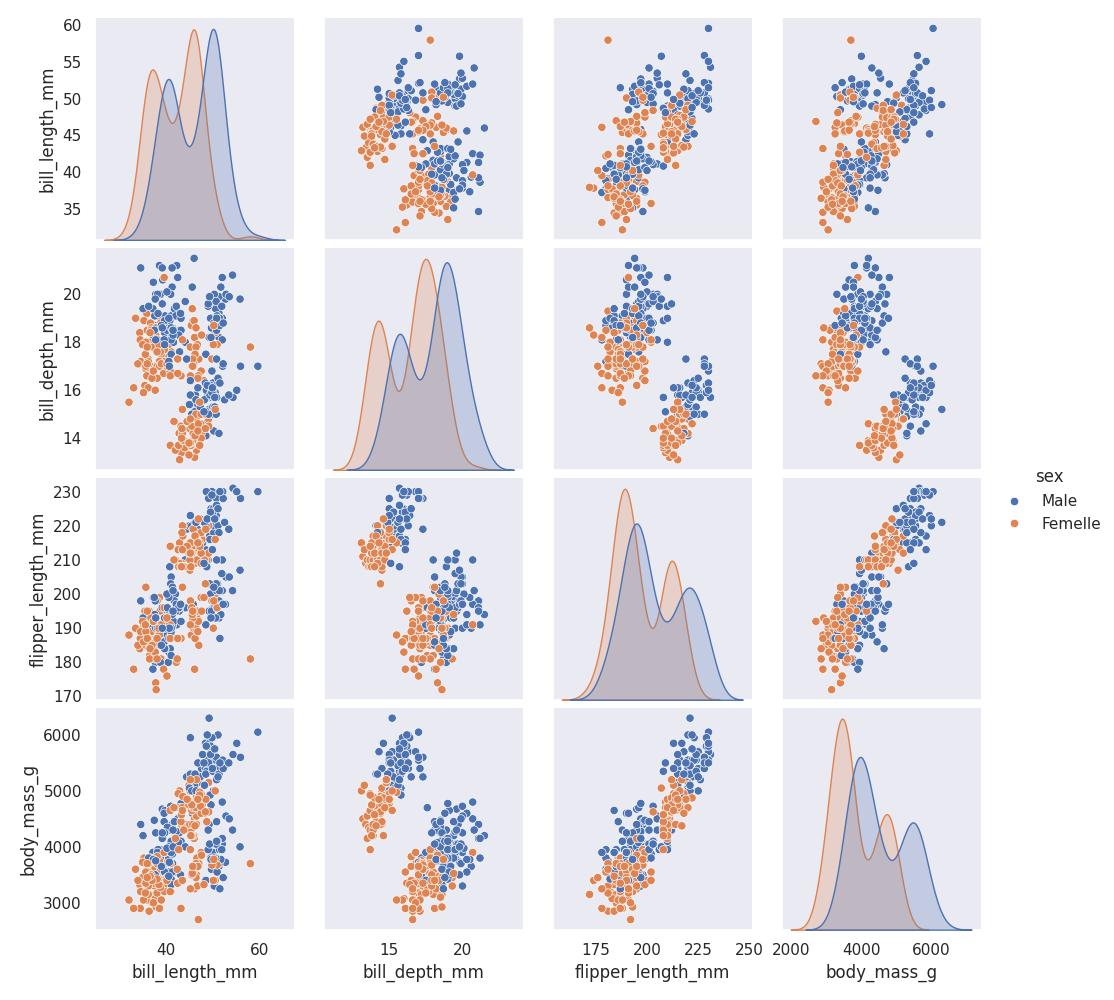 60
55
50
45
40
35
bill_length_mm
20
18
16
14
bill_depth_mm
230
220
210
200
190
180
170
flipper_length_mm
6000
5000
4000
3000
body_mass_g
40 60
bill_length_mm
15 20
bill_depth_mm
175 200 225 250
flipper_length_mm
2000 4000 6000
body_mass_g
sex
Male
Femelle